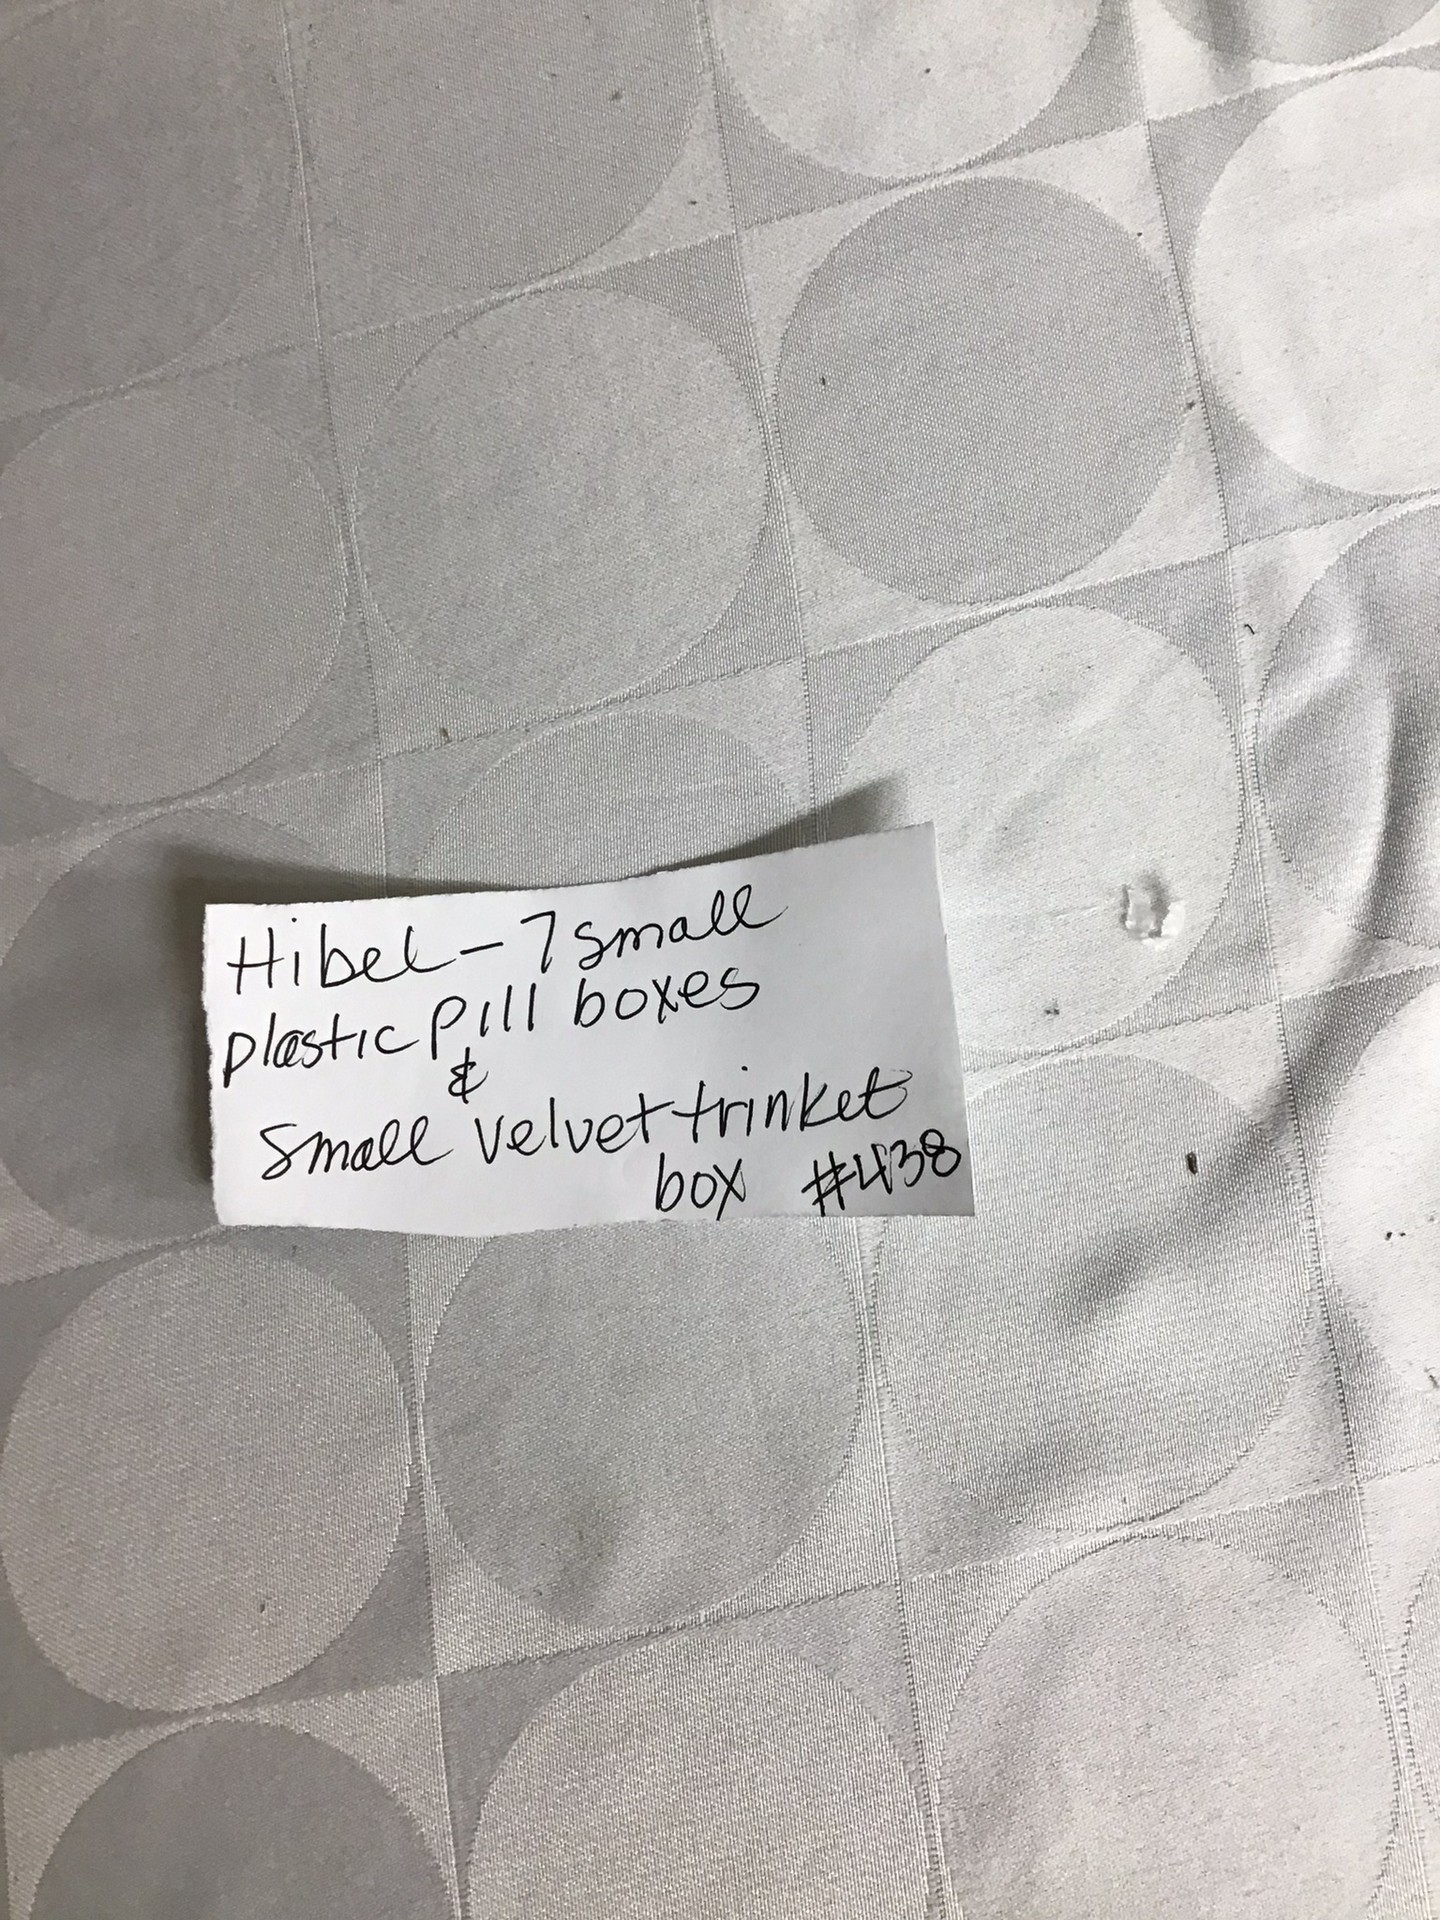 Hibel - 7 small
plastic pill boxes
&
small velvet trinket
box #438